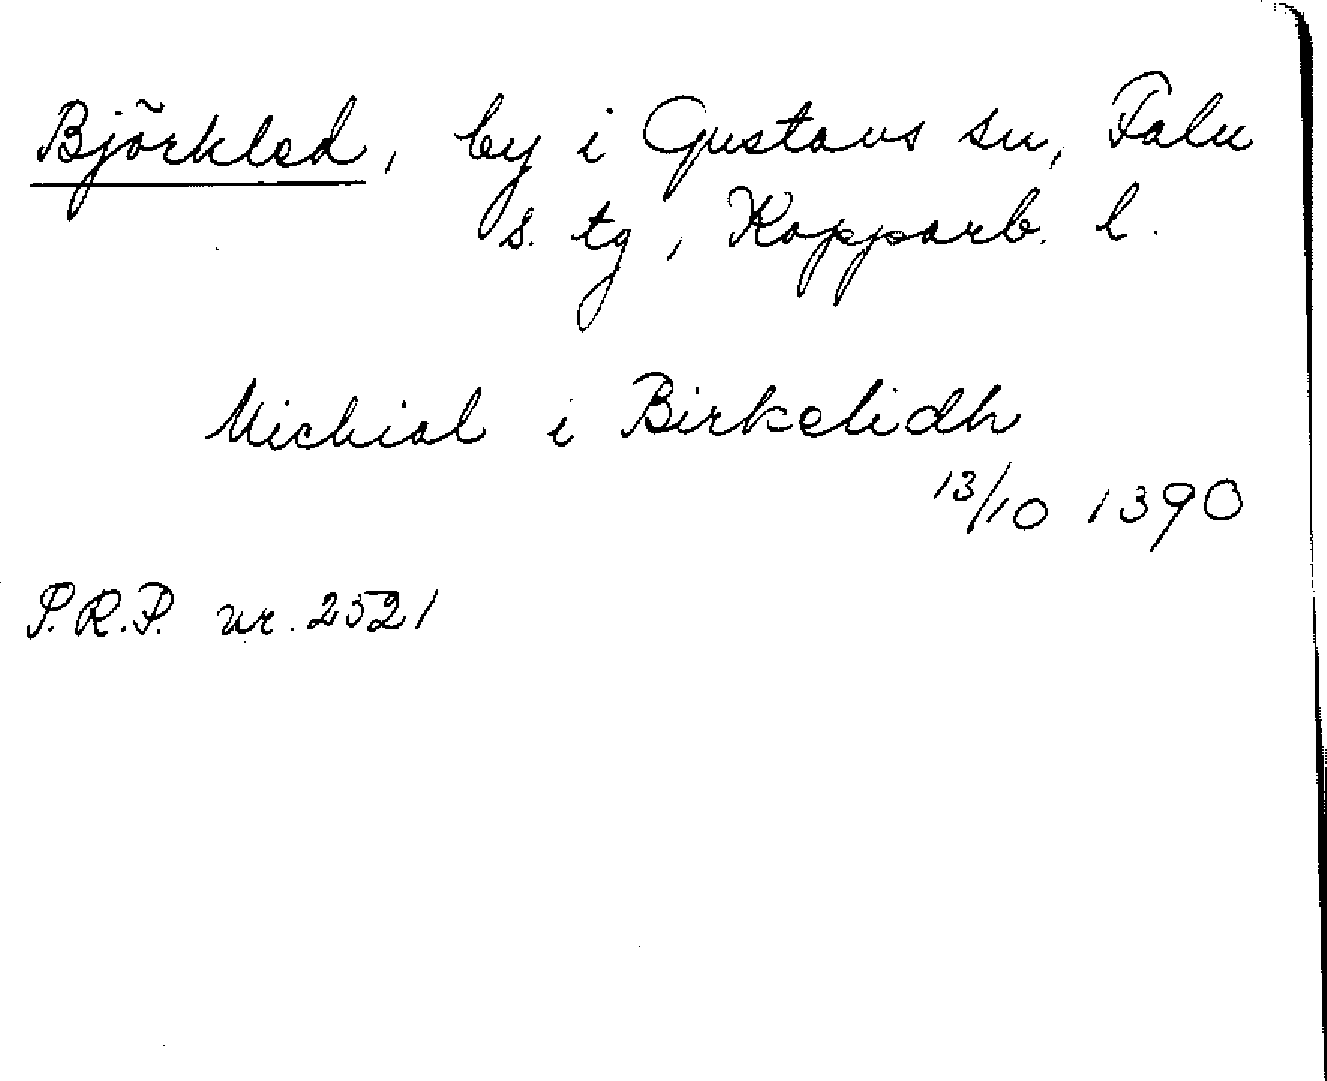 Björkled, by i Gustavs sn, Falu
s. tg, Kopparb. l.
Michial i Birkelidh
13/10 1390
P.R.P. nr. 2521